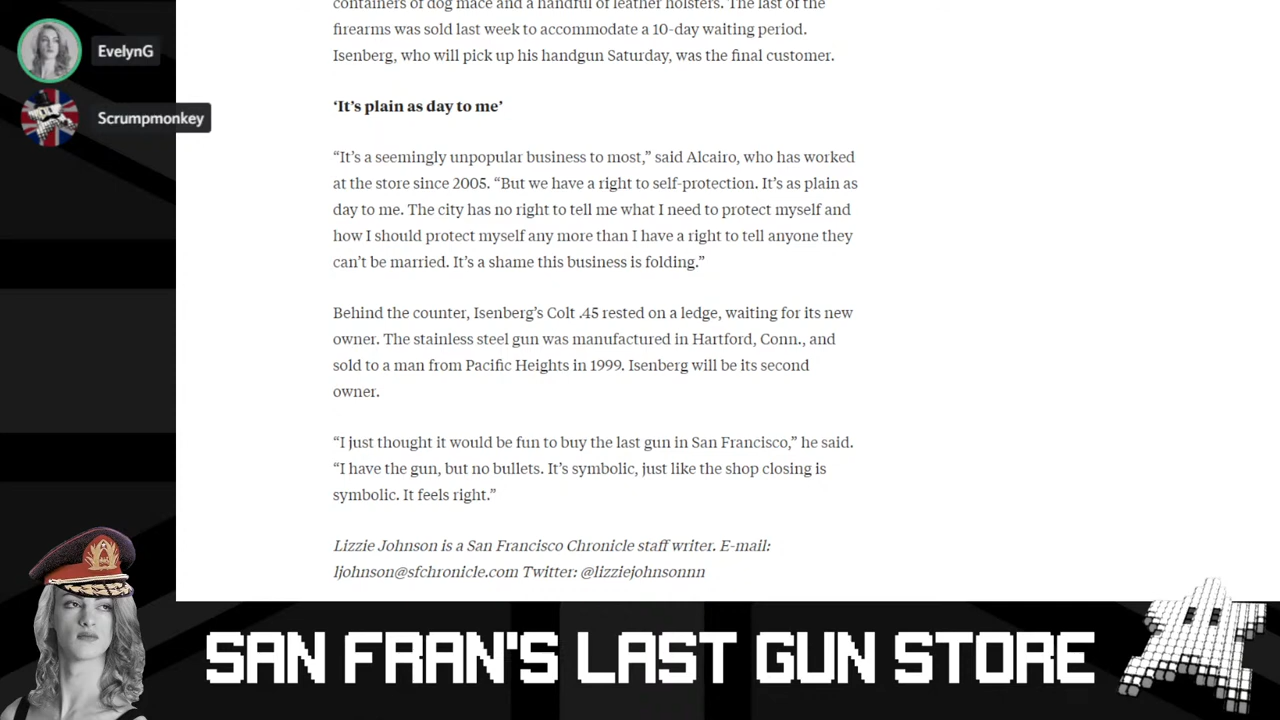 containers of dog mace and a handful of leather holsters. The last of the
firearms was sold last week to accommodate a 10-day waiting period.
Isenberg, who will pick up his handgun Saturday, was the final customer.
‘It’s plain as day to me’
“It’s a seemingly unpopular business to most,” said Alcairo, who has worked
at the store since 2005. “But we have a right to self-protection. It’s as plain as
day to me. The city has no right to tell me what I need to protect myself and
how I should protect myself any more than I have a right to tell anyone they
can’t be married. It’s a shame this business is folding.”
Behind the counter, Isenberg’s Colt .45 rested on a ledge, waiting for its new
owner. The stainless steel gun was manufactured in Hartford, Conn., and
sold to a man from Pacific Heights in 1999. Isenberg will be its second
owner.
“I just thought it would be fun to buy the last gun in San Francisco,” he said.
“I have the gun, but no bullets. It’s symbolic, just like the shop closing is
symbolic. It feels right.”
Lizzie Johnson is a San Francisco Chronicle staff writer. E-mail:
ljohnson@sfchronicle.com Twitter: @lizziejohnsonnn
EvelynG
Scrumpmonkey
SAN FRAN'S LAST GUN STORE